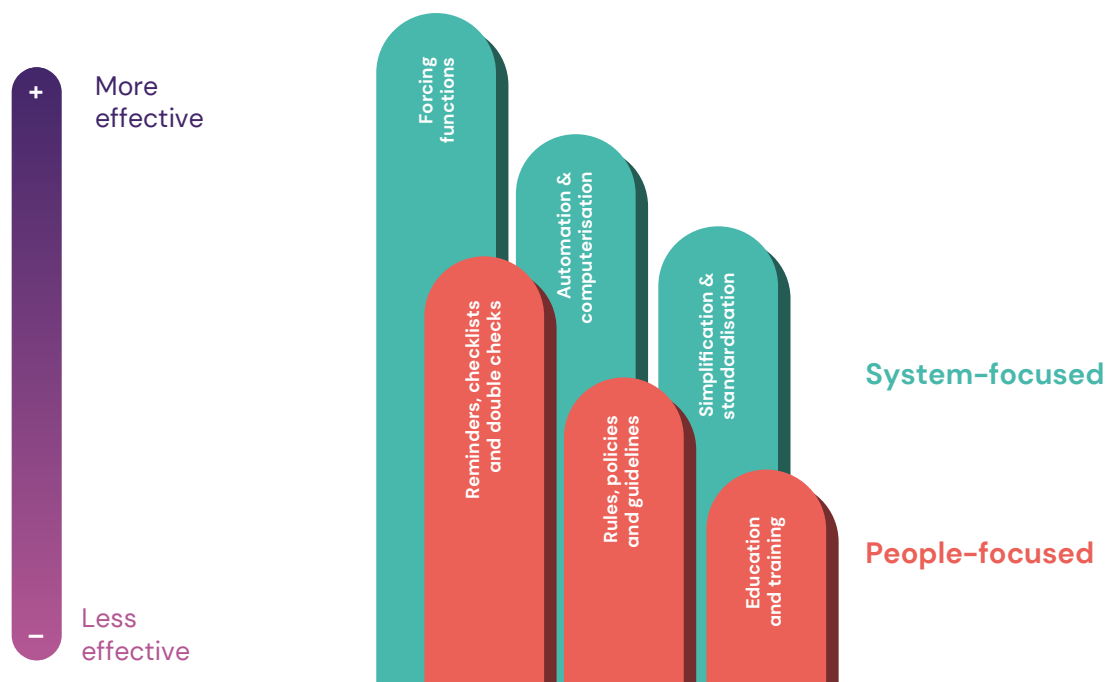 +
More
effective
Forcing
functions
Automation &
computerisation
Simplification &
standardisation
Reminders, checklists
and double checks
Rules, policies
and guidelines
Education
and training
System-focused
People-focused
Less
effective
–